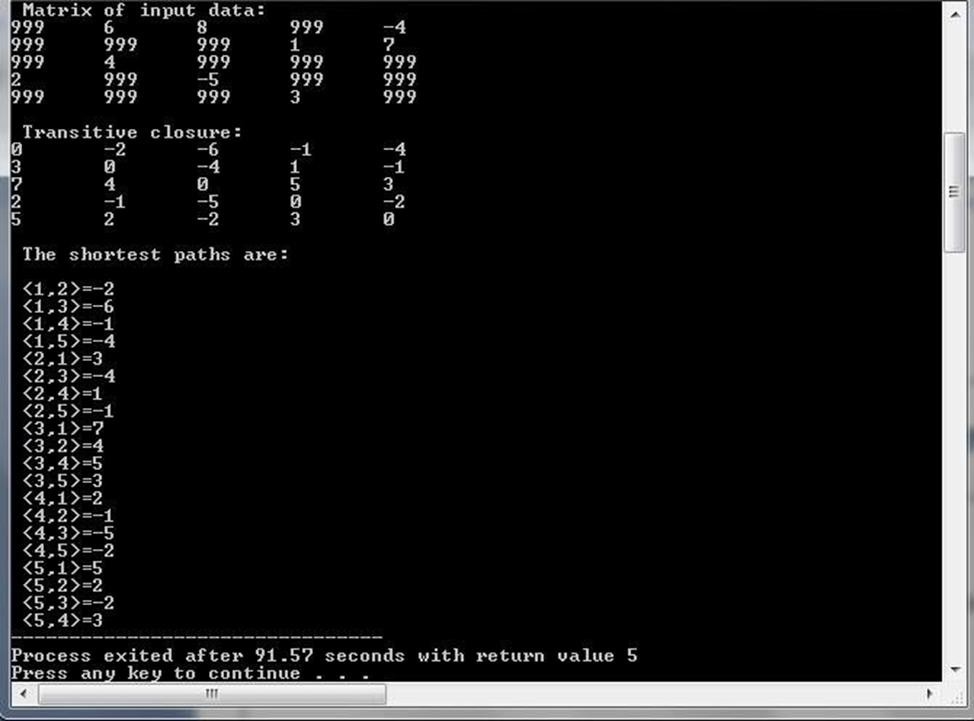 Matrix of input data:
999 6 8 999 -4
999 999 999 1 7
999 4 999 999 999
2 999 -5 999 999
999 999 999 3 999
Transitive closure:
0 -2 -6 -1 -4
3 0 -4 1 -1
7 4 0 5 3
2 -1 -5 0 -2
5 2 -2 3 0
The shortest paths are:
<1,2>=-2
<1,3>=-6
<1,4>=-1
<1,5>=-4
<2,1>=3
<2,3>=-4
<2,4>=1
<2,5>=-1
<3,1>=7
<3,2>=4
<3,4>=5
<3,5>=3
<4,1>=2
<4,2>=-1
<4,3>=-5
<4,5>=-2
<5,1>=5
<5,2>=2
<5,3>=-2
<5,4>=3
--------------------------------
Process exited after 91.57 seconds with return value 5
Press any key to continue . . .